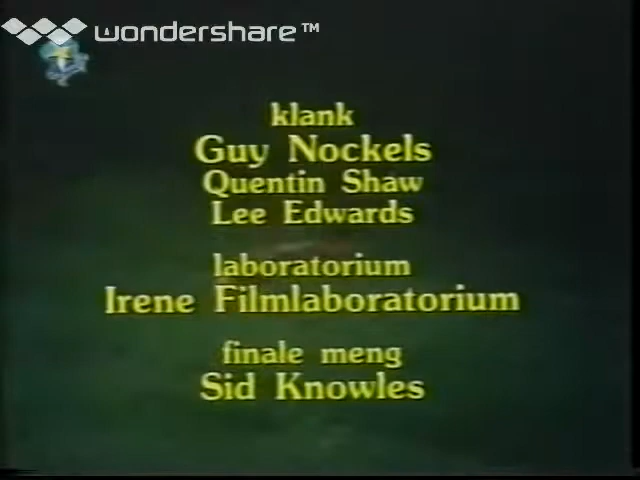 wondershare™
klank
Guy Nockels
Quentin Shaw
Lee Edwards
laboratorium
Irene Filmlaboratorium
finale meng
Sid Knowles